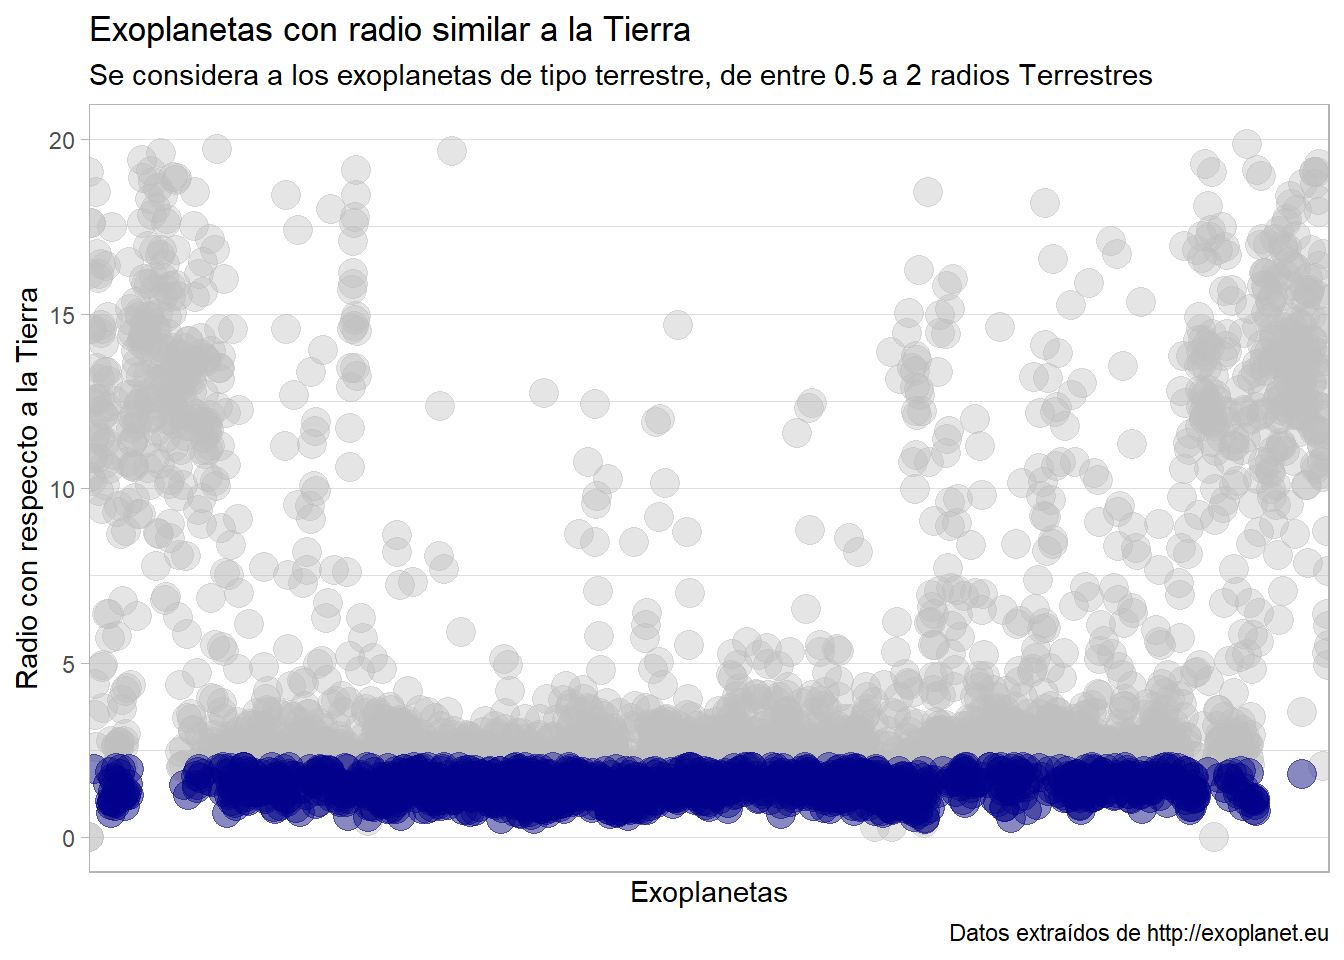 Exoplanetas con radio similar a la Tierra
Se considera a los exoplanetas de tipo terrestre, de entre 0.5 a 2 radios Terrestres
Radio con respeccto a la Tierra
20
15
10
5
0
Exoplanetas
Datos extraídos de http://exoplanet.eu